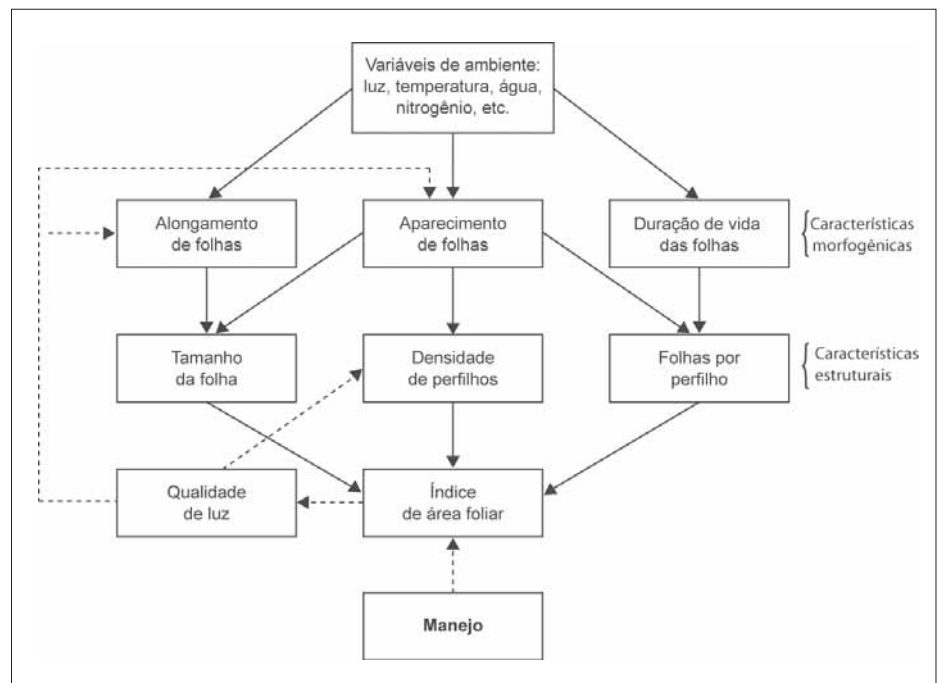 Variáveis de ambiente:
luz, temperatura, água,
nitrogênio, etc.
Alongamento
de folhas
Aparecimento
de folhas
Duração de vida
das folhas
Características
morfogênicas
Tamanho
da folha
Densidade
de perfilhos
Folhas por
perfilho
Características
estruturais
Qualidade
de luz
Índice
de área foliar
Manejo